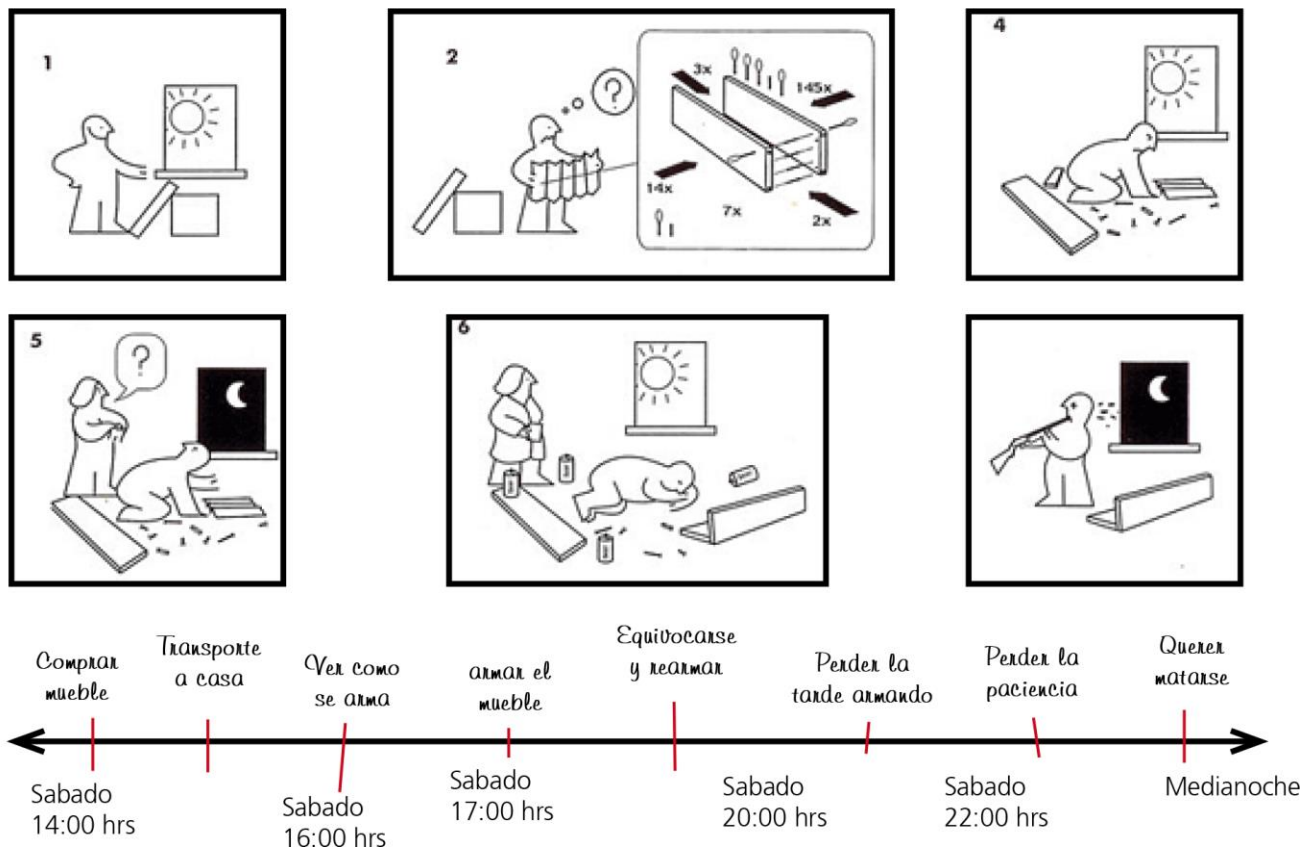 1
2
?
3x
145x
14x
7x
2x
4
5
?
6
Comprar
mueble
Transporte
a casa
Ver como
se arma
armar el
mueble
Equivocarse
y rearmar
Perder la
tarde armando
Perder la
paciencia
Querer
matarse
Sabado
14:00 hrs
Sabado
16:00 hrs
Sabado
17:00 hrs
Sabado
20:00 hrs
Sabado
22:00 hrs
Medianoche